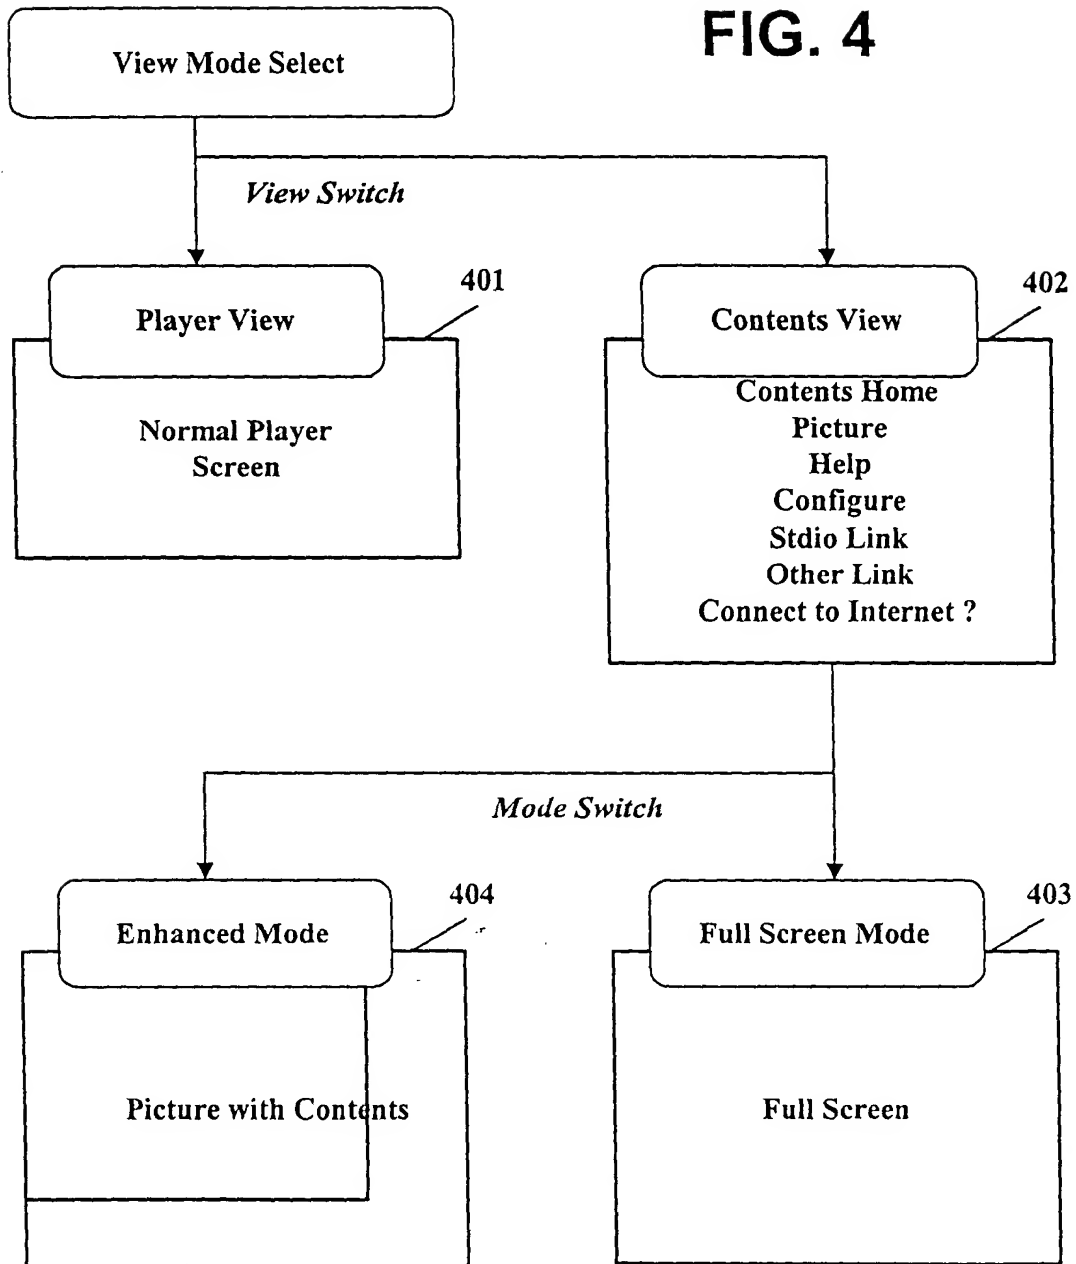 FIG. 4
View Mode Select
View Switch
401
Player View
Normal Player
Screen
402
Contents View
Contents Home
Picture
Help
Configure
Stdio Link
Other Link
Connect to Internet ?
Mode Switch
404
Enhanced Mode
Picture with Contents
403
Full Screen Mode
Full Screen